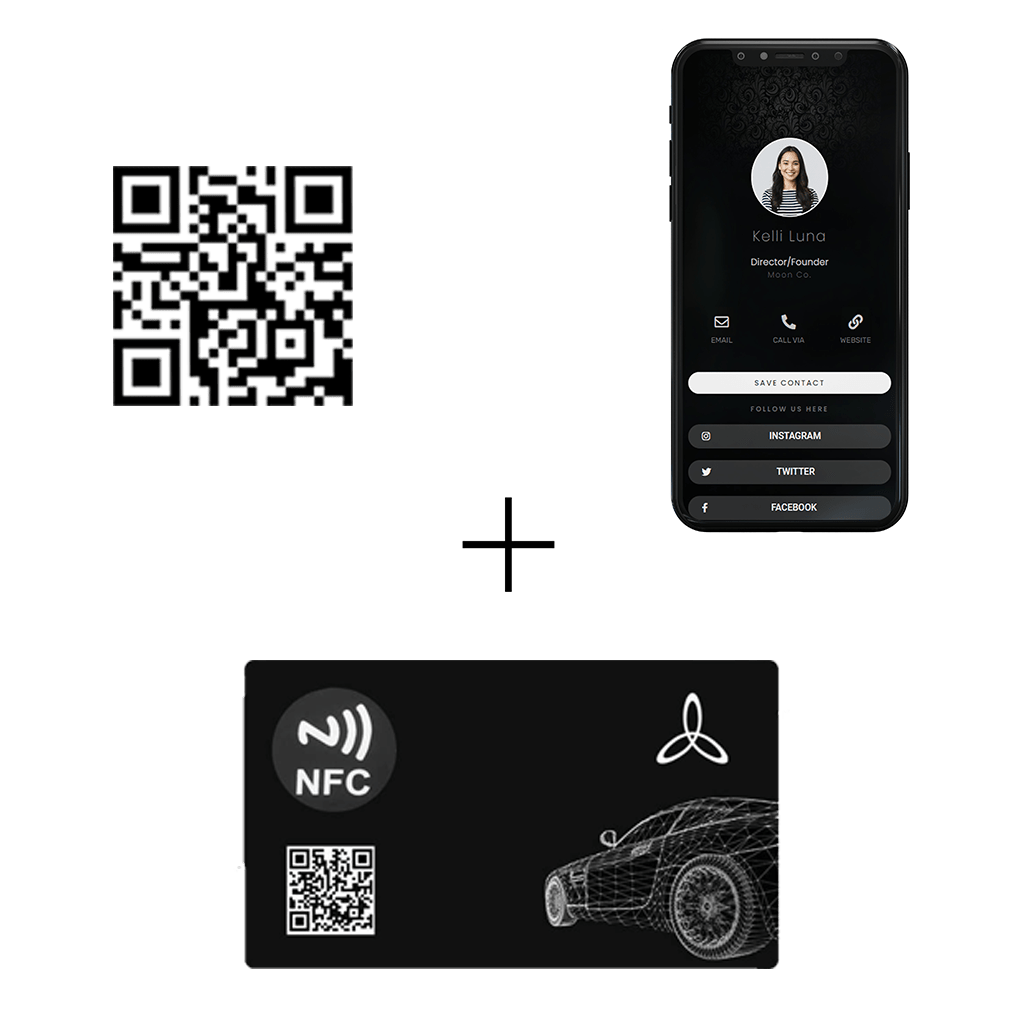 Kelli Luna
Director/Founder
Moon Co.
EMAIL
CALL VIA
WEBSITE
SAVE CONTACT
FOLLOW US HERE
INSTAGRAM
TWITTER
FACEBOOK
NFC